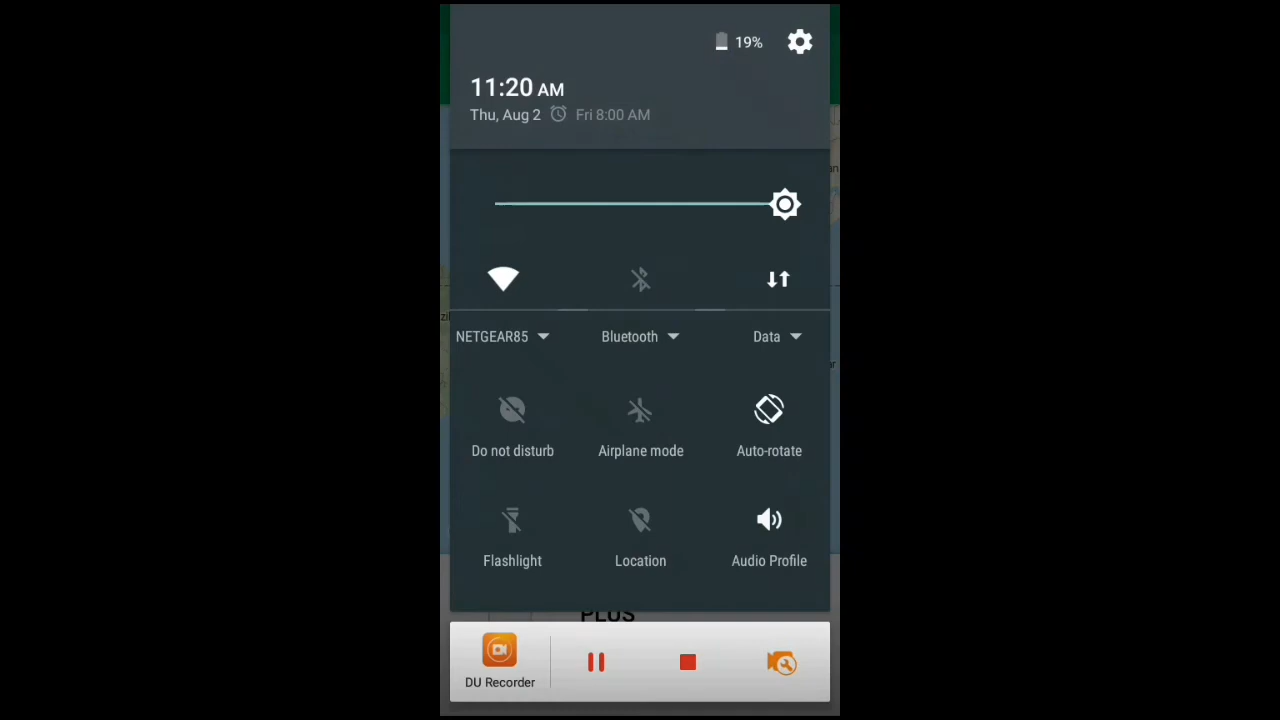 19%
11:20 AM
Thu, Aug 2 Fri 8:00 AM
NETGEAR85 Bluetooth Data
Do not disturb Airplane mode Auto-rotate
Flashlight Location Audio Profile
PLUS
DU Recorder